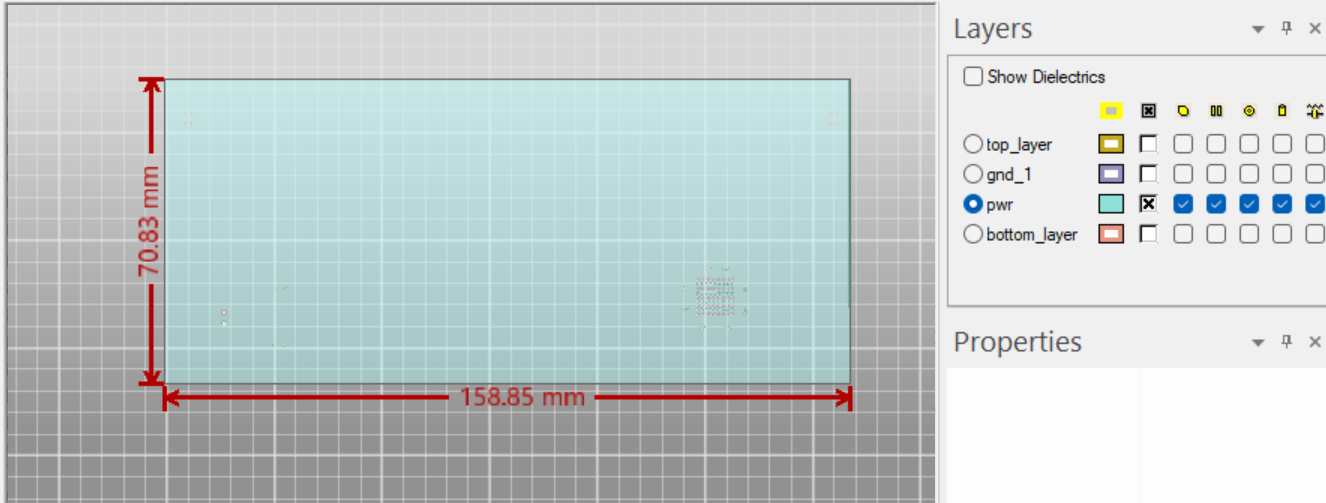 Layers
Show Dielectrics
top_layer
gnd_1
pwr
bottom_layer
70.83 mm
158.85 mm
Properties